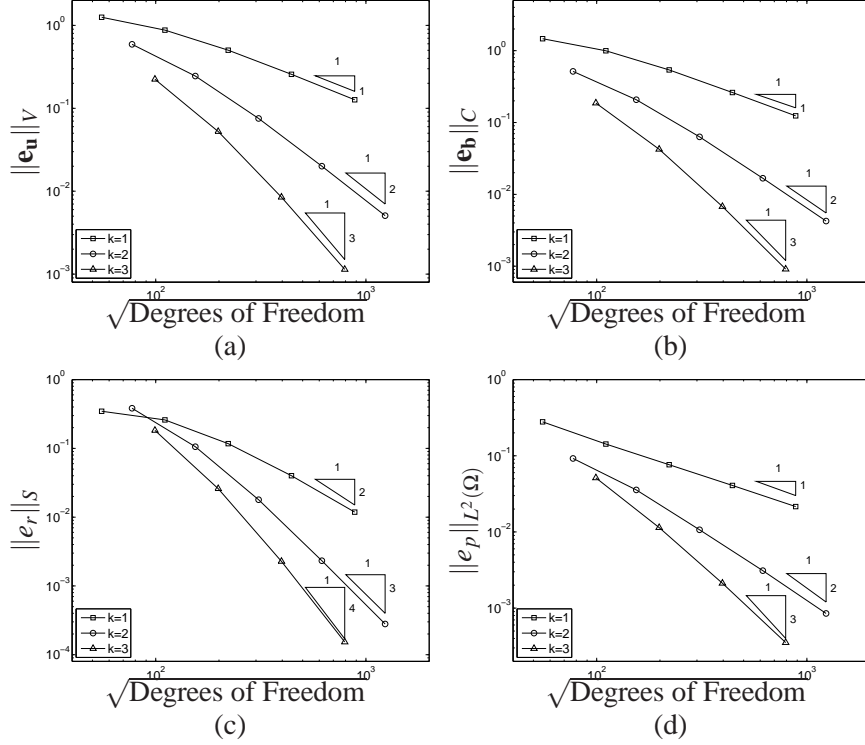 10^0
10^-1
10^-2
10^-3
||e_u||_V
1
1
1
2
1
3
k=1
k=2
k=3
10^2
10^3
√Degrees of Freedom
(a)
10^0
10^-1
10^-2
10^-3
||e_b||_C
1
1
1
2
1
3
k=1
k=2
k=3
10^2
10^3
√Degrees of Freedom
(b)
10^0
10^-1
10^-2
10^-3
10^-4
||e_r||_S
1
2
1
3
1
4
k=1
k=2
k=3
10^2
10^3
√Degrees of Freedom
(c)
10^0
10^-1
10^-2
10^-3
||e_p||_{L^2(Ω)}
1
1
1
2
1
3
k=1
k=2
k=3
10^2
10^3
√Degrees of Freedom
(d)